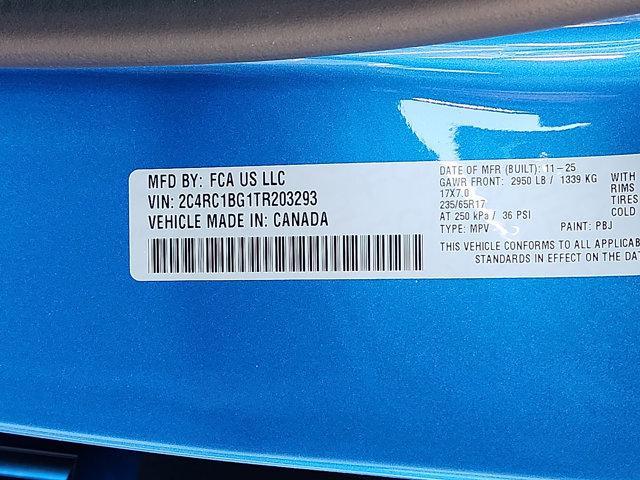 MFD BY: FCA US LLC
VIN: 2C4RC1BG1TR203293
VEHICLE MADE IN: CANADA
DATE OF MFR (BUILT): 11-25
GAWR FRONT: 2950 LB / 1339 KG WITH
17X7.0 RIMS
235/65R17 TIRES
AT 250 kPa / 36 PSI COLD
TYPE: MPV PAINT: PBJ
THIS VEHICLE CONFORMS TO ALL APPLICAB
STANDARDS IN EFFECT ON THE DAT